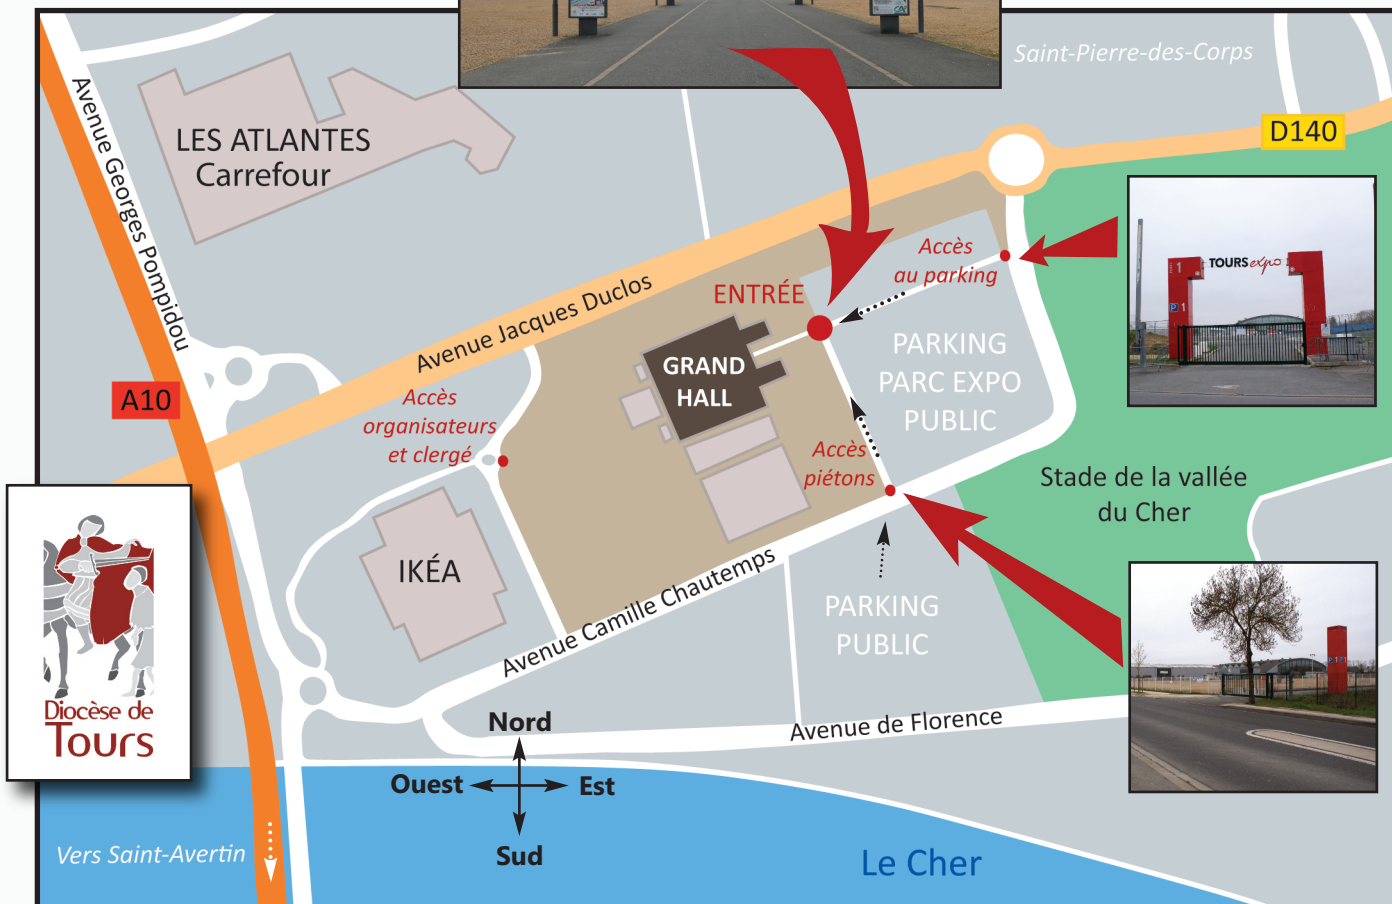 Saint-Pierre-des-Corps
D140
LES ATLANTES
Carrefour
Avenue Georges Pompidou
TOURS expo
1
P
1
Accès
au parking
ENTRÉE
Avenue Jacques Duclos
PARKING
PARC EXPO
PUBLIC
GRAND
HALL
A10
Accès
organisateurs
et clergé
Accès
piétons
Stade de la vallée
du Cher
IKÉA
Avenue Camille Chautemps
PARKING
PUBLIC
Diocèse de
Tours
Avenue de Florence
Nord
Ouest
Est
Sud
Vers Saint-Avertin
Le Cher